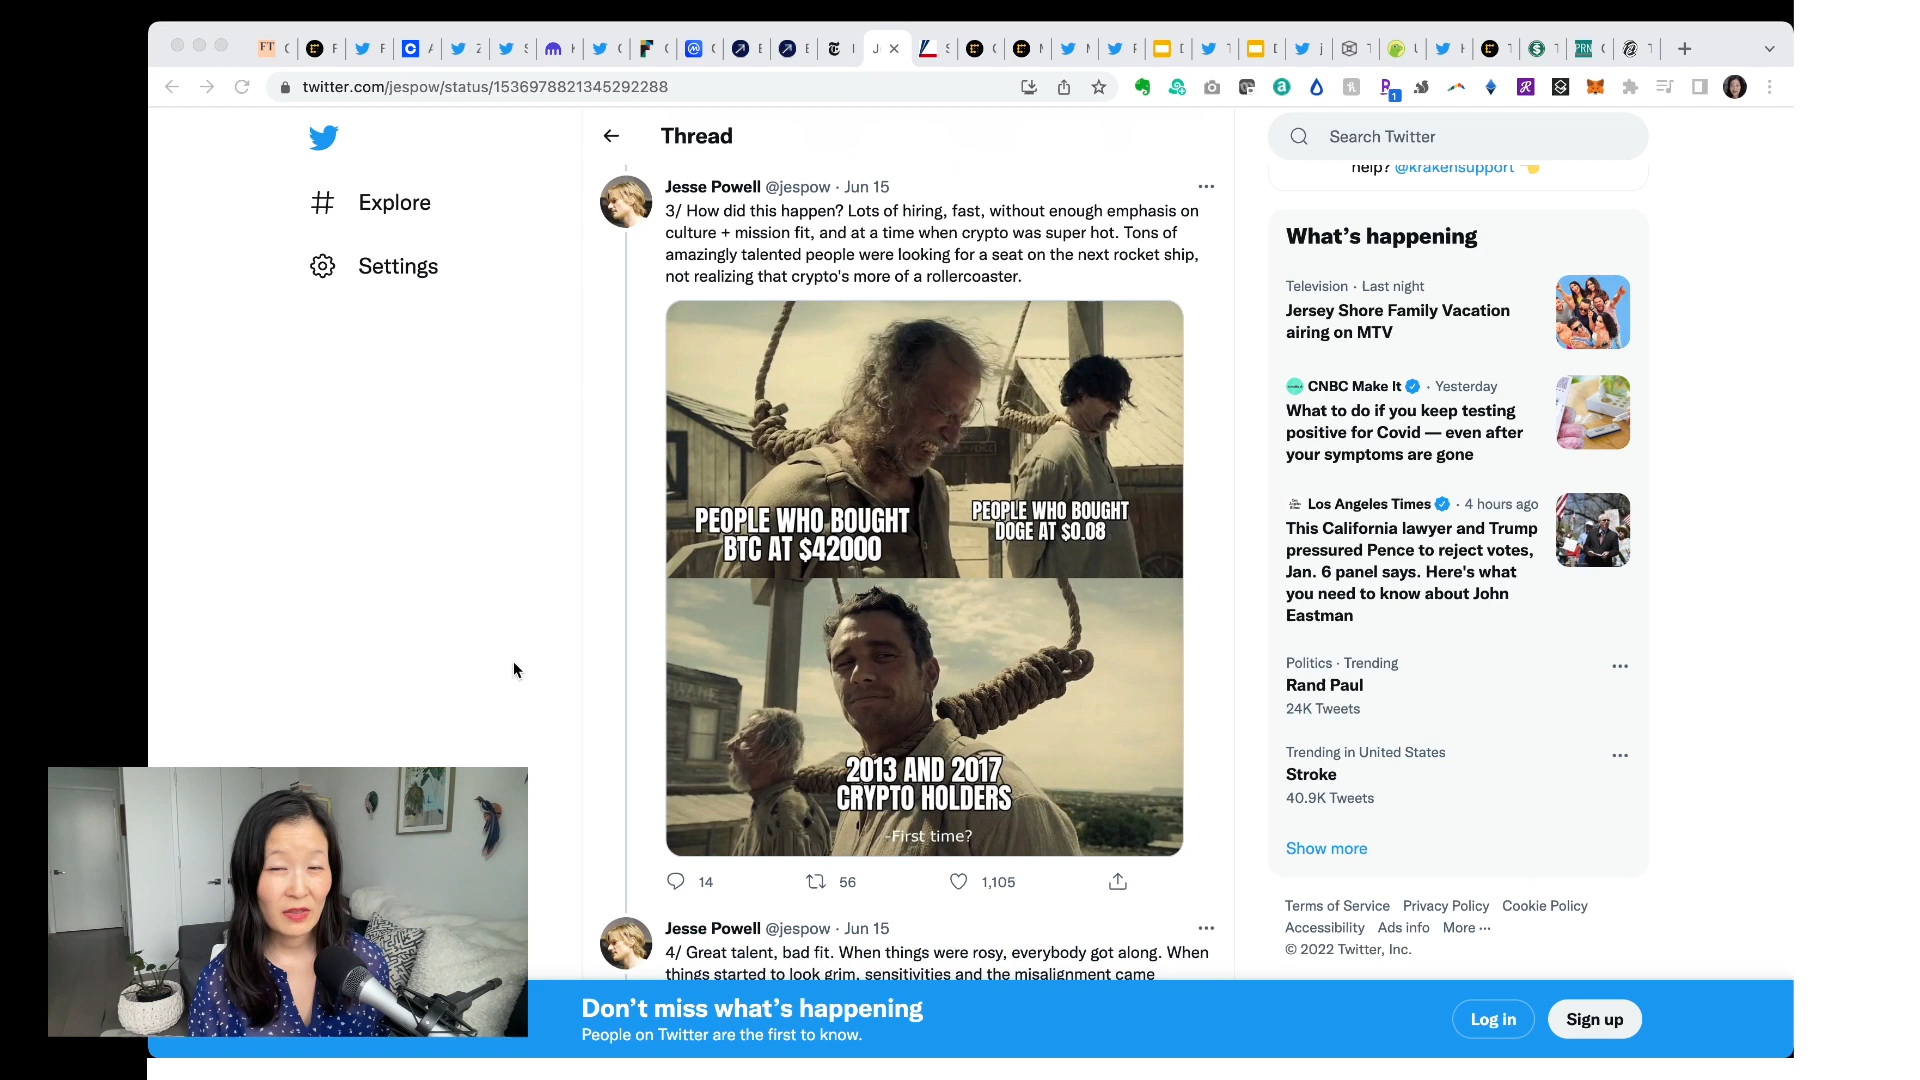 twitter.com/jespow/status/1536978821345292288
Thread
Search Twitter
Explore
Settings
Jesse Powell @jespow · Jun 15
3/ How did this happen? Lots of hiring, fast, without enough emphasis on
culture + mission fit, and at a time when crypto was super hot. Tons of
amazingly talented people were looking for a seat on the next rocket ship,
not realizing that crypto's more of a rollercoaster.
PEOPLE WHO BOUGHT
BTC AT $42000
PEOPLE WHO BOUGHT
DOGE AT $0.08
2013 AND 2017
CRYPTO HOLDERS
-First time?
14
56
1,105
Jesse Powell @jespow · Jun 15
4/ Great talent, bad fit. When things were rosy, everybody got along. When
things started to look grim, sensitivities and the misalignment came
help? @krakensupport
What's happening
Television · Last night
Jersey Shore Family Vacation
airing on MTV
CNBC Make It · Yesterday
What to do if you keep testing
positive for Covid — even after
your symptoms are gone
Los Angeles Times · 4 hours ago
This California lawyer and Trump
pressured Pence to reject votes,
Jan. 6 panel says. Here's what
you need to know about John
Eastman
Politics · Trending
Rand Paul
24K Tweets
Trending in United States
Stroke
40.9K Tweets
Show more
Terms of Service Privacy Policy Cookie Policy
Accessibility Ads info More ···
© 2022 Twitter, Inc.
Don't miss what's happening
People on Twitter are the first to know.
Log in
Sign up